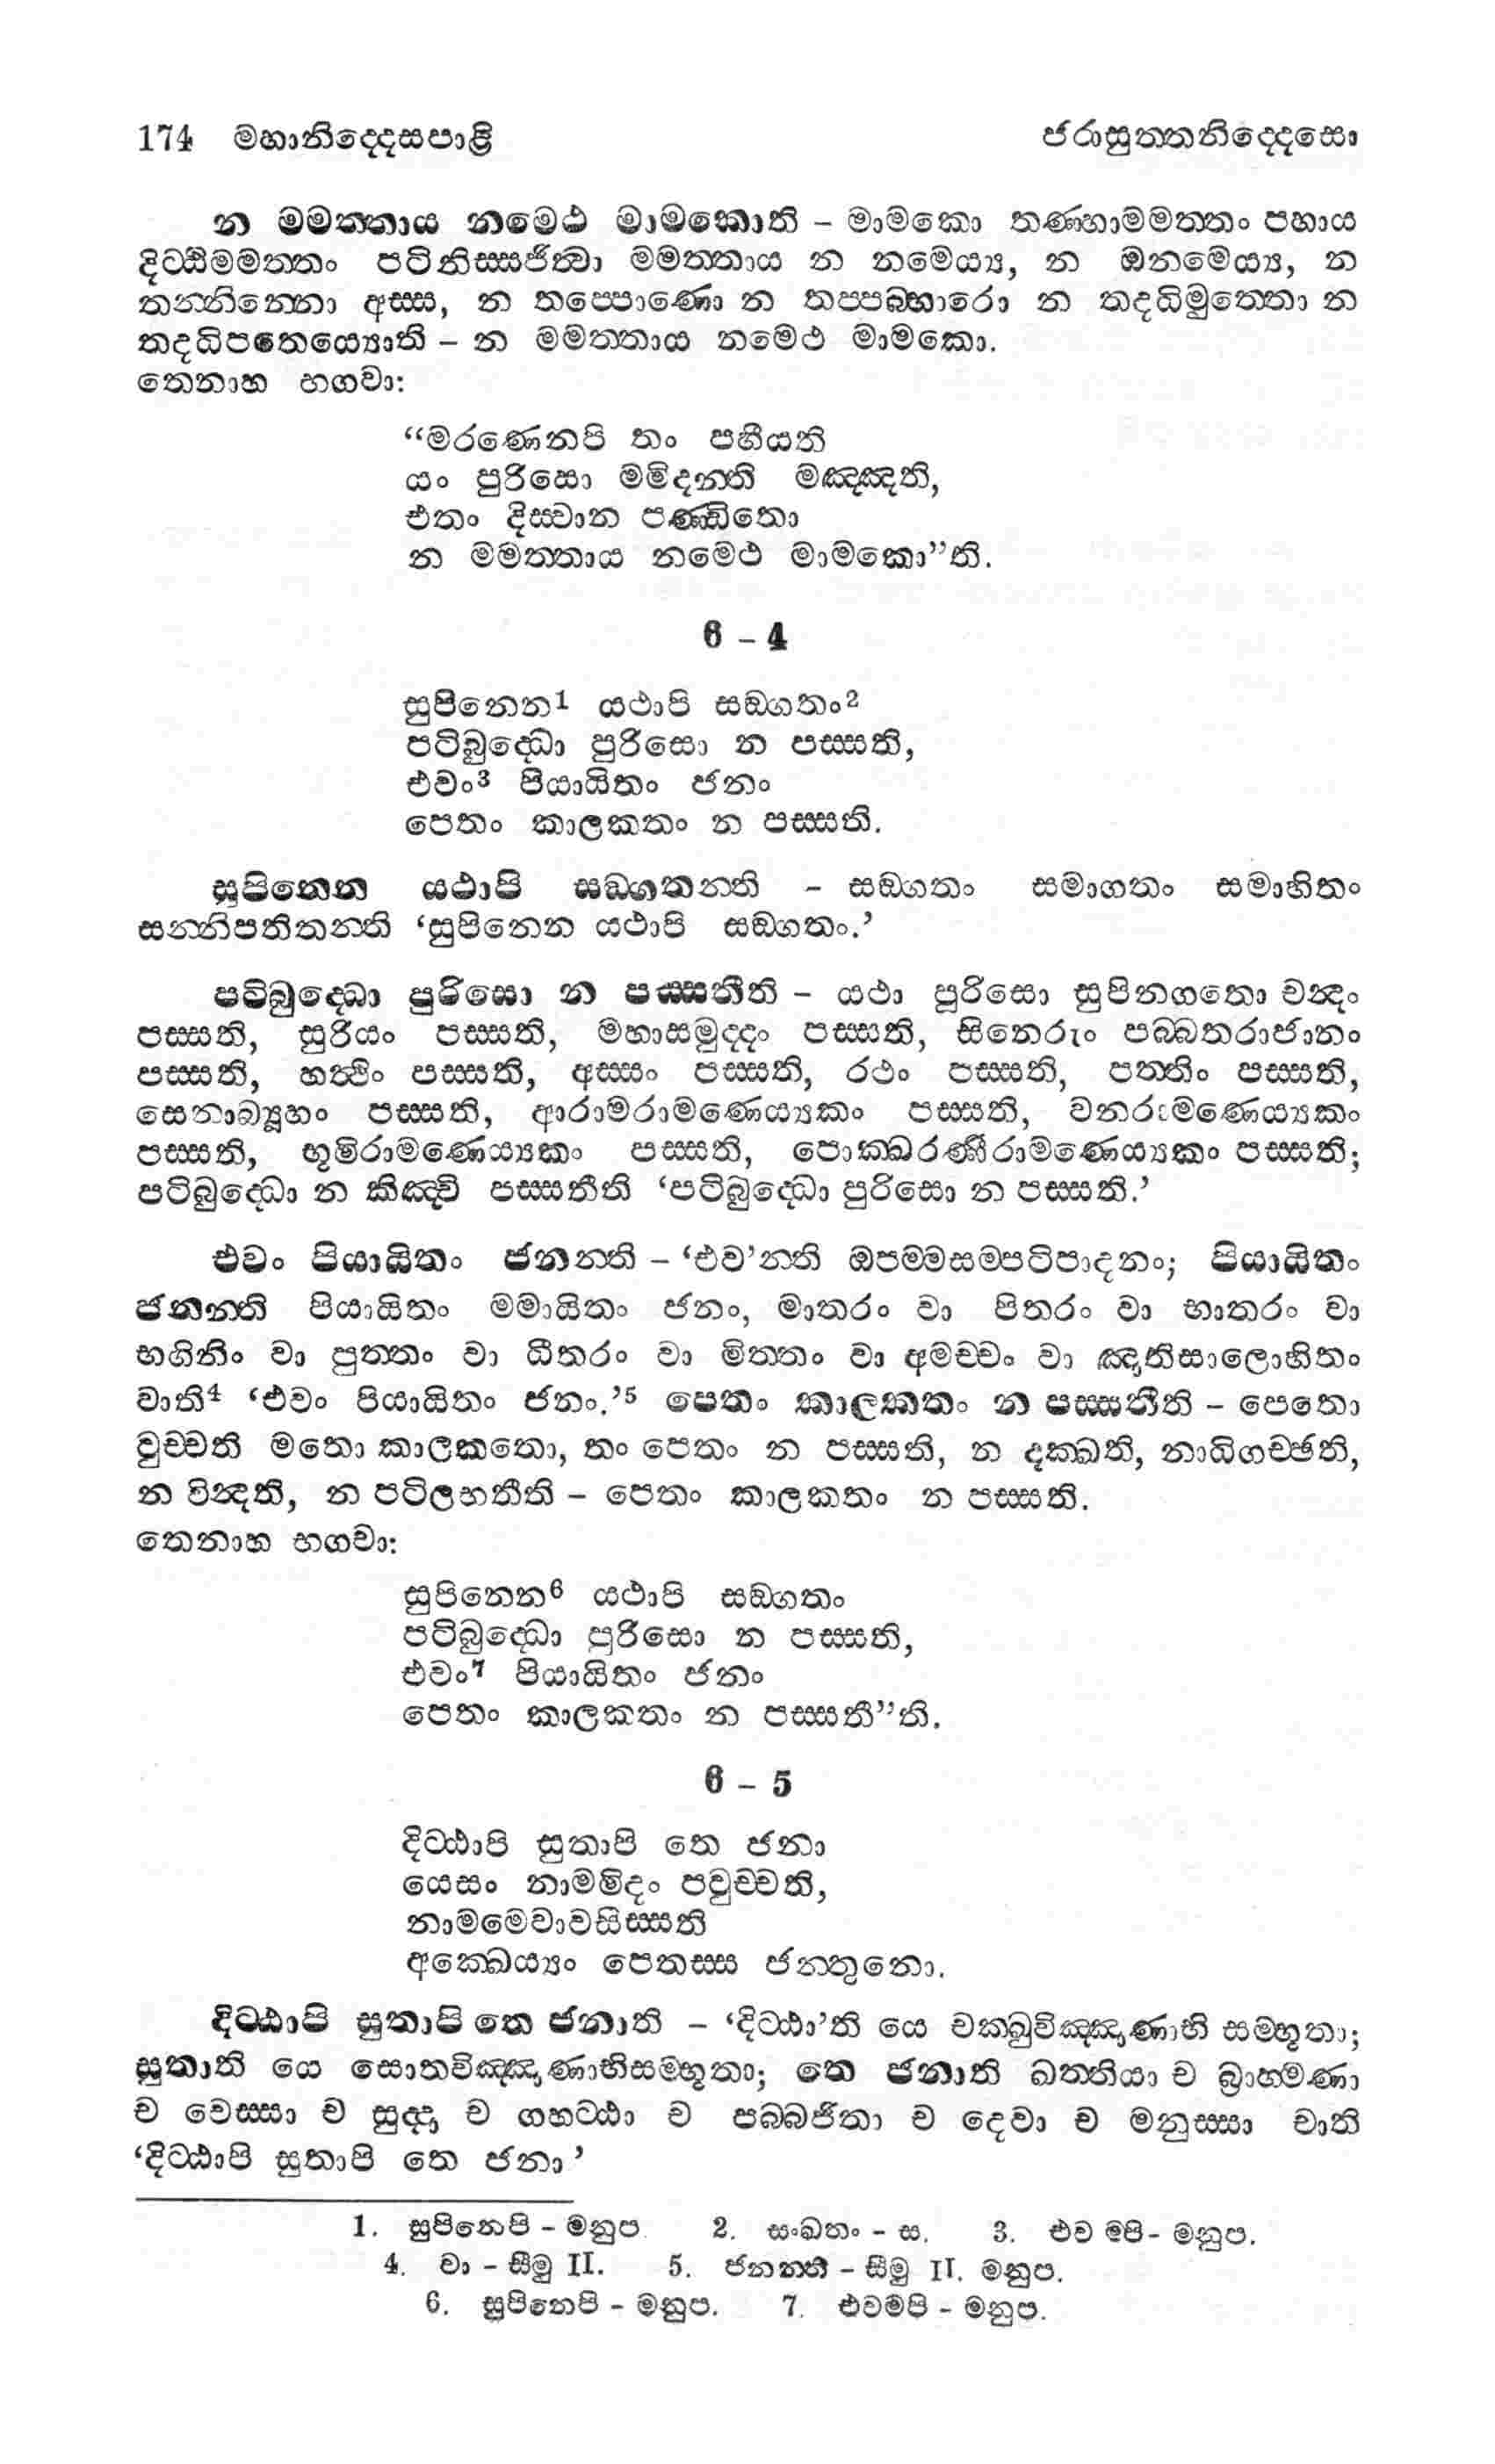 174 මහානිද්දෙසපාළි ජරාසුත්තනිද්දෙසො
න මමත්තාය නමෙථ මාමකොති – මාමකො තණ්හාමමත්තං පහාය
දිට්ඨිමමත්තං පටිනිස්සජිත්වා මමත්තාය න නමෙය්‍ය, න ඔනමෙය්‍ය, න
තන්නින්නො අස්ස, න තප්පොණො න තප්පබ්භාරො න තදධිමුත්තො න
තදධිපතෙය්‍යොති – න මමත්තාය නමෙථ මාමකො.
තෙනාහ භගවා:
“මරණෙනපි තං පහීයති
යං පුරිසො මමිදන්ති මඤ්ඤති,
එතං දිස්වාන පණ්ඩිතො
න මමත්තාය නමෙථ මාමකො”ති.
6 – 4
සුපිනෙන1 යථාපි සඞ්ගතං2
පටිබුද්ධො පුරිසො න පස්සති,
එවං3 පියායිතං ජනං
පෙතං කාලකතං න පස්සති.
සුපිනෙන යථාපි සඞ්ගතන්ති – සඞ්ගතං සමාගතං සමාහිතං
සන්නිපතිතන්ති ‘සුපිනෙන යථාපි සඞ්ගතං.’
පටිබුද්ධො පුරිසො න පස්සතීති – යථා පුරිසො සුපිනගතො චන්දං
පස්සති, සුරියං පස්සති, මහාසමුද්දං පස්සති, සිනෙරුං පබ්බතරාජානං
පස්සති, හත්ථිං පස්සති, අස්සං පස්සති, රථං පස්සති, පත්තිං පස්සති,
සෙනාබ්‍යූහං පස්සති, ආරාමරාමණෙය්‍යකං පස්සති, වනරාමණෙය්‍යකං
පස්සති, භූමිරාමණෙය්‍යකං පස්සති, පොක්ඛරණීරාමණෙය්‍යකං පස්සති;
පටිබුද්ධො න කිඤ්චි පස්සතීති ‘පටිබුද්ධො පුරිසො න පස්සති.’
එවං පියායිතං ජනන්ති – ‘එව’න්ති ඔපම්මසම්පටිපාදනං; පියායිතං
ජනන්ති පියායිතං මමායිතං ජනං, මාතරං වා පිතරං වා භාතරං වා
භගිනිං වා පුත්තං වා ධීතරං වා මිත්තං වා අමච්චං වා ඤාතිසාලොහිතං
වාති4 ‘එවං පියායිතං ජනං.’5 පෙතං කාලකතං න පස්සතීති – පෙතො
වුච්චති මතො කාලකතො, තං පෙතං න පස්සති, න දක්ඛති, නාධිගච්ඡති,
න වින්දති, න පටිලභතීති – පෙතං කාලකතං න පස්සති.
තෙනාහ භගවා:
සුපිනෙන6 යථාපි සඞ්ගතං
පටිබුද්ධො පුරිසො න පස්සති,
එවං7 පියායිතං ජනං
පෙතං කාලකතං න පස්සතී”ති.
6 – 5
දිට්ඨාපි සුතාපි තෙ ජනා
යෙසං නාමමිදං පවුච්චති,
නාමමෙවාවසිස්සති
අක්ඛෙය්‍යං පෙතස්ස ජන්තුනො.
දිට්ඨාපි සුතාපි තෙ ජනාති – ‘දිට්ඨා’ති යෙ චක්ඛුවිඤ්ඤාණාභි සම්භූතා;
සුතාති යෙ සොතවිඤ්ඤාණාභිසම්භූතා; තෙ ජනාති ඛත්තියා ච බ්‍රාහ්මණා
ච වෙස්සා ච සුද්දා ච ගහට්ඨා ච පබ්බජිතා ච දෙවා ච මනුස්සා චාති
‘දිට්ඨාපි සුතාපි තෙ ජනා’
1. සුපිනෙපි – මනුප. 2. සංඛතං – ස. 3. එව මපි- මනුප.
4. වා – සීමු II. 5. ජනන්ති – සීමු II. මනුප.
6. සුපිනෙපි – මනුප. 7. එවම්පි – මනුප.